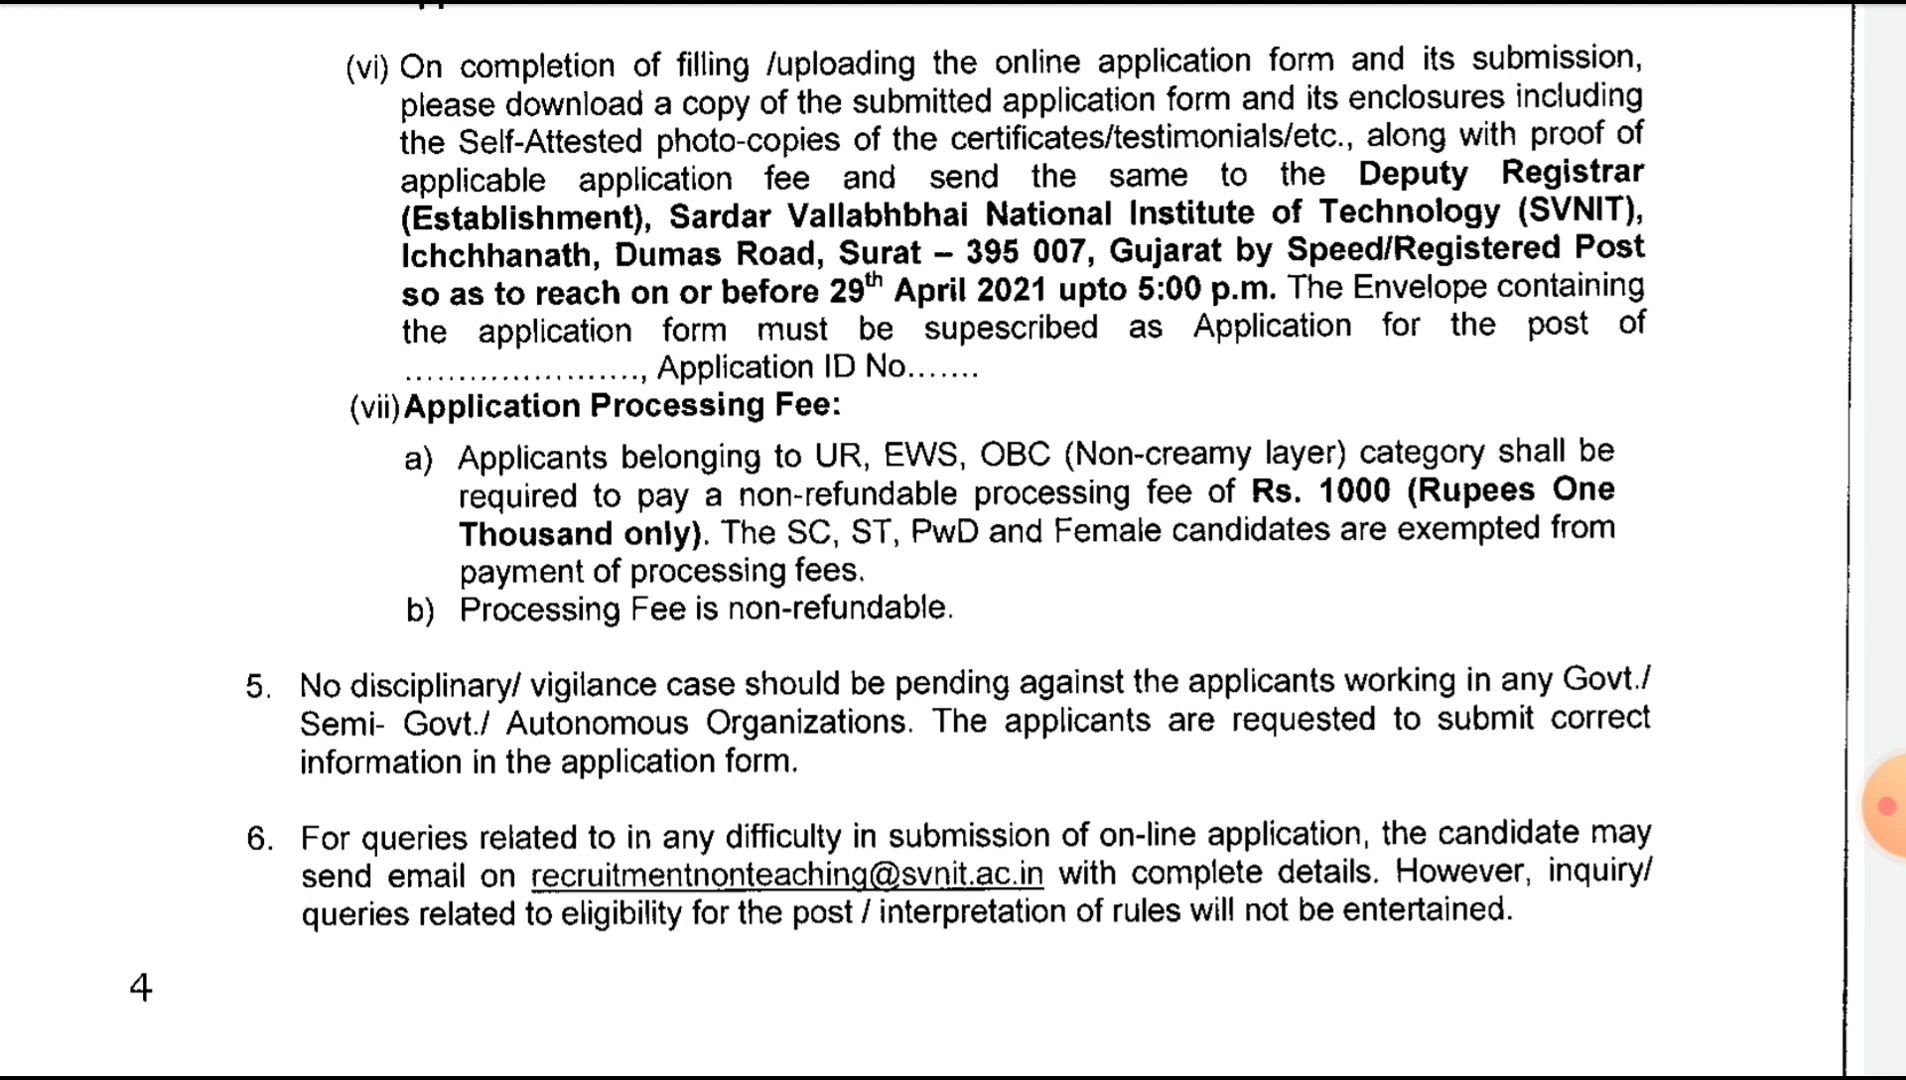 (vi) On completion of filling /uploading the online application form and its submission,
please download a copy of the submitted application form and its enclosures including
the Self-Attested photo-copies of the certificates/testimonials/etc., along with proof of
applicable application fee and send the same to the Deputy Registrar
(Establishment), Sardar Vallabhbhai National Institute of Technology (SVNIT),
Ichchhanath, Dumas Road, Surat – 395 007, Gujarat by Speed/Registered Post
so as to reach on or before 29th April 2021 upto 5:00 p.m. The Envelope containing
the application form must be supescribed as Application for the post of
......................, Application ID No.......
(vii) Application Processing Fee:
a) Applicants belonging to UR, EWS, OBC (Non-creamy layer) category shall be
required to pay a non-refundable processing fee of Rs. 1000 (Rupees One
Thousand only). The SC, ST, PwD and Female candidates are exempted from
payment of processing fees.
b) Processing Fee is non-refundable.
5. No disciplinary/ vigilance case should be pending against the applicants working in any Govt./
Semi- Govt./ Autonomous Organizations. The applicants are requested to submit correct
information in the application form.
6. For queries related to in any difficulty in submission of on-line application, the candidate may
send email on recruitmentnonteaching@svnit.ac.in with complete details. However, inquiry/
queries related to eligibility for the post / interpretation of rules will not be entertained.
4